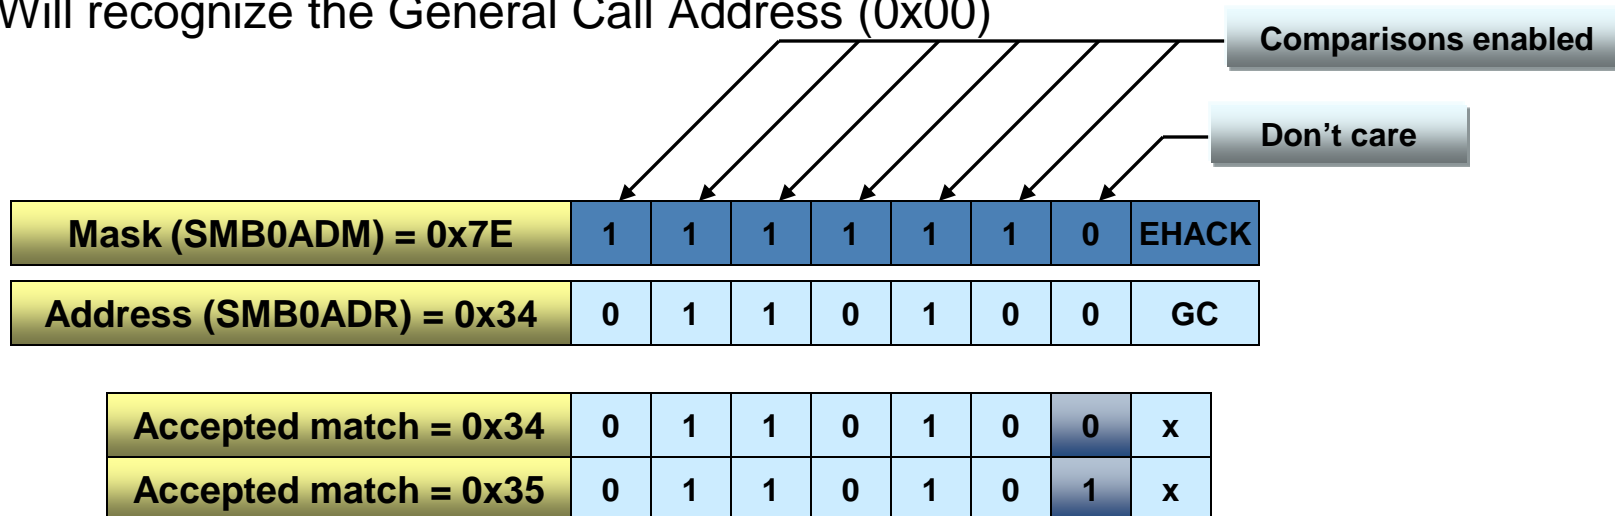 Will recognize the General Call Address (0x00)
Comparisons enabled
Don’t care
Mask (SMB0ADM) = 0x7E 1 1 1 1 1 1 0 EHACK
Address (SMB0ADR) = 0x34 0 1 1 0 1 0 0 GC
Accepted match = 0x34 0 1 1 0 1 0 0 x
Accepted match = 0x35 0 1 1 0 1 0 1 x